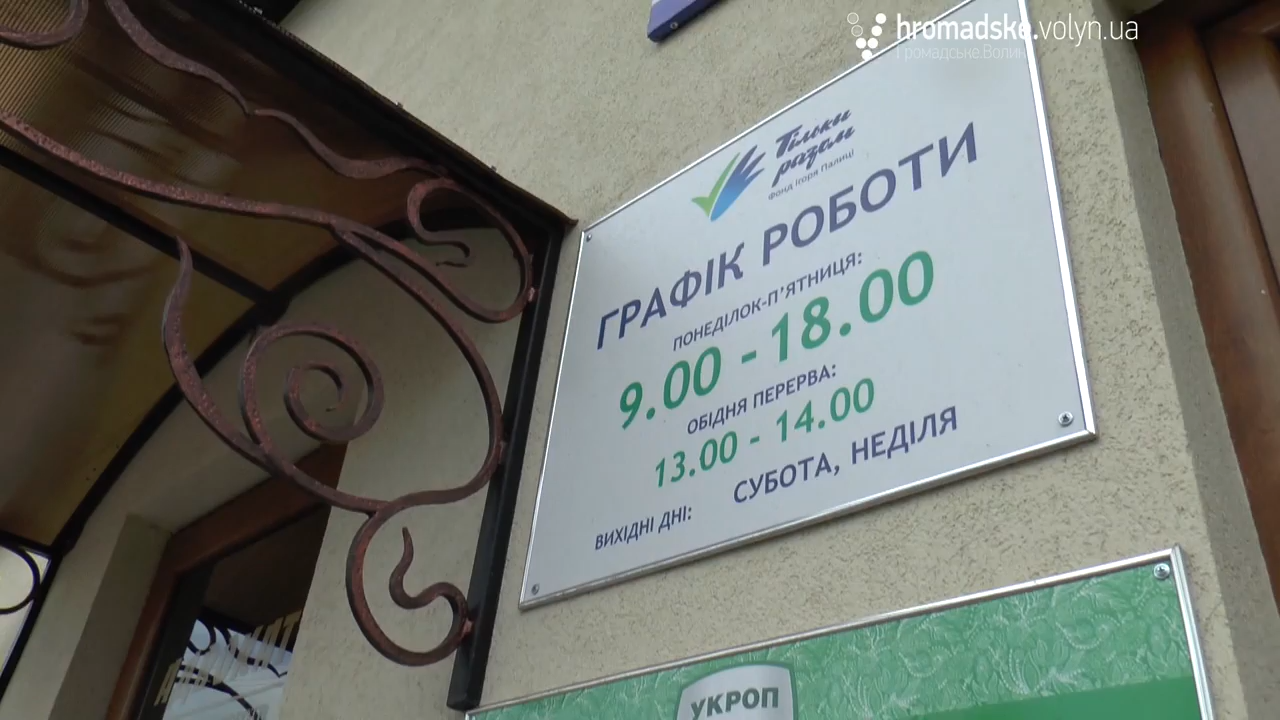 hromadske.volyn.ua
Громадське.Волинь
Тільки
разом
Фонд Ігоря Палиці
ГРАФІК РОБОТИ
ПОНЕДІЛОК-П'ЯТНИЦЯ:
9.00 - 18.00
ОБІДНЯ ПЕРЕРВА:
13.00 - 14.00
ВИХІДНІ ДНІ: СУБОТА, НЕДІЛЯ
УКРОП